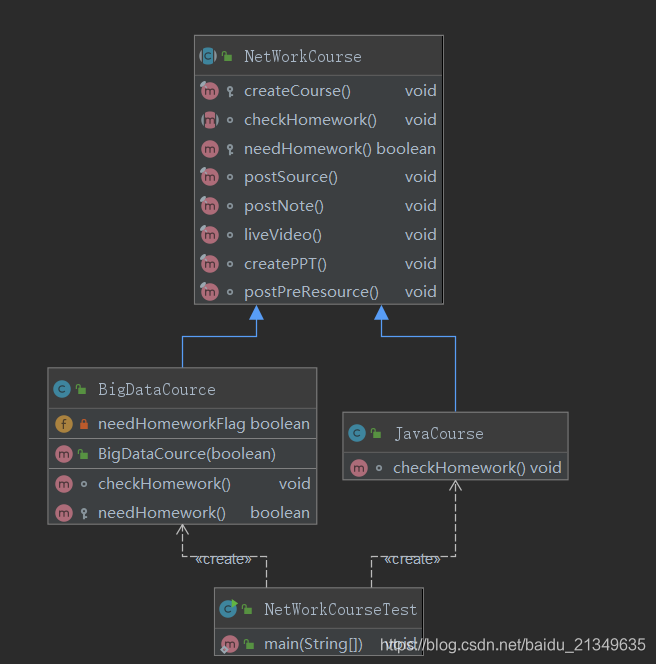 NetWorkCourse
createCourse() void
checkHomework() void
needHomework() boolean
postSource() void
postNote() void
liveVideo() void
createPPT() void
postPreResource() void
BigDataCource
needHomeworkFlag boolean
BigDataCource(boolean)
checkHomework() void
needHomework() boolean
JavaCourse
checkHomework() void
«create»
«create»
NetWorkCourseTest
main(String[]) void
https://blog.csdn.net/baidu_21349635